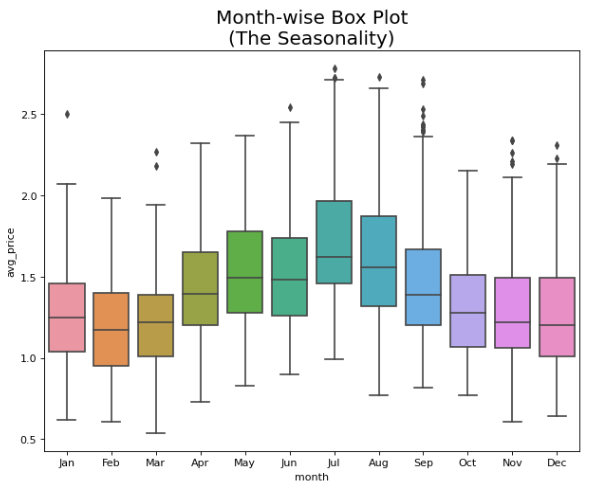 Month-wise Box Plot
(The Seasonality)
avg_price
2.5
2.0
1.5
1.0
0.5
Jan Feb Mar Apr May Jun Jul Aug Sep Oct Nov Dec
month